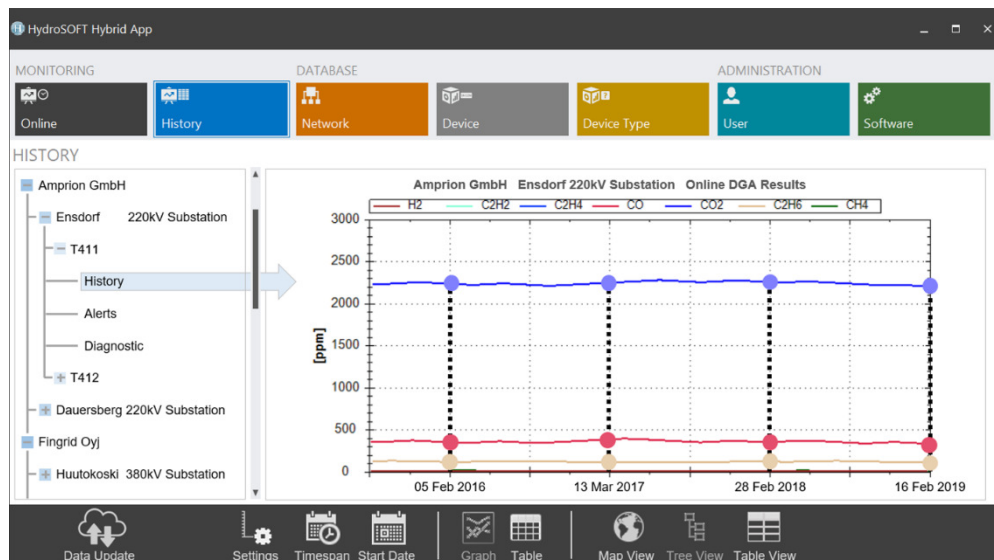 HydroSOFT Hybrid App
MONITORING DATABASE ADMINISTRATION
Online History Network Device Device Type User Software
HISTORY
Amprion GmbH
Ensdorf 220kV Substation
T411
History
Alerts
Diagnostic
T412
Dauersberg 220kV Substation
Fingrid Oyj
Huutokoski 380kV Substation
Amprion GmbH Ensdorf 220kV Substation Online DGA Results
H2 C2H2 C2H4 CO CO2 C2H6 CH4
3000
2500
2000
1500
1000
500
0
[ppm]
05 Feb 2016 13 Mar 2017 28 Feb 2018 16 Feb 2019
Data Update Settings Timespan Start Date Graph Table Map View Tree View Table View